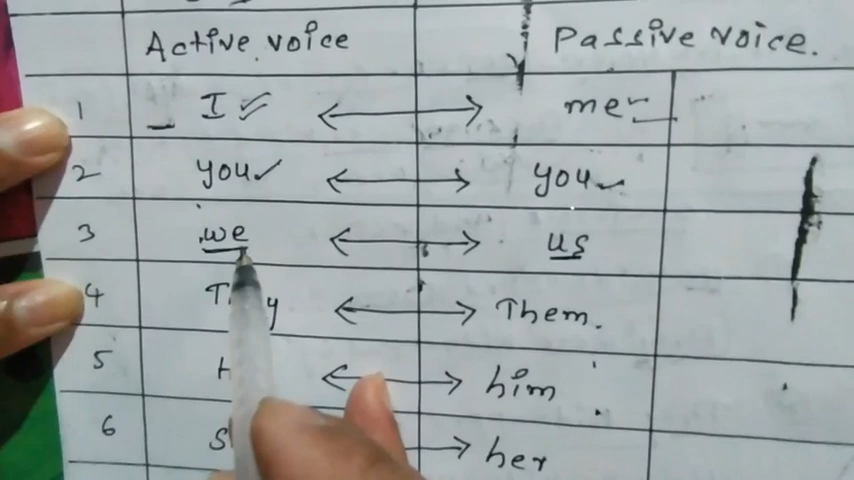 Active voice Passive voice.
1 I me
2 you you
3 we us
4 Them.
5 him
6 her